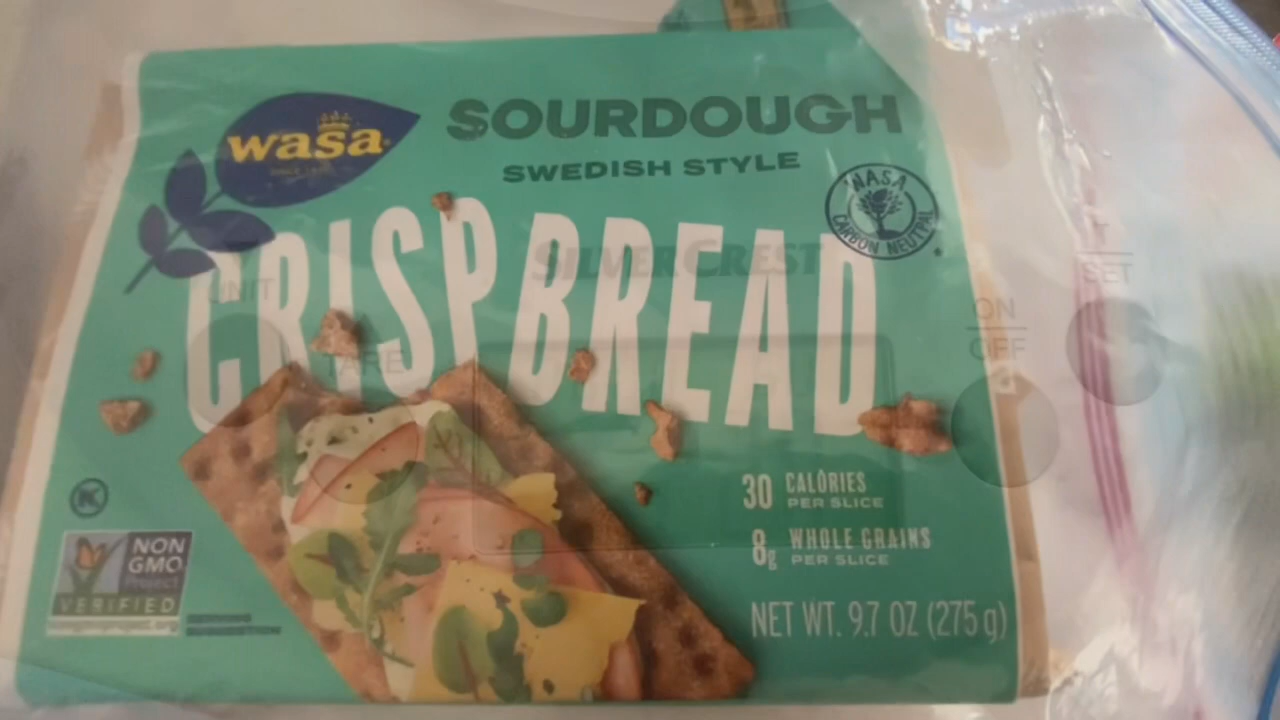 wasa
SOURDOUGH
SWEDISH STYLE
WASA
CARBON NEUTRAL
CRISPBREAD
SILVERCREST
UNIT
TARE
ON
OFF
SET
30 CALORIES
PER SLICE
8g WHOLE GRAINS
PER SLICE
K
NON
GMO
Project
VERIFIED
NET WT. 9.7 OZ (275 g)